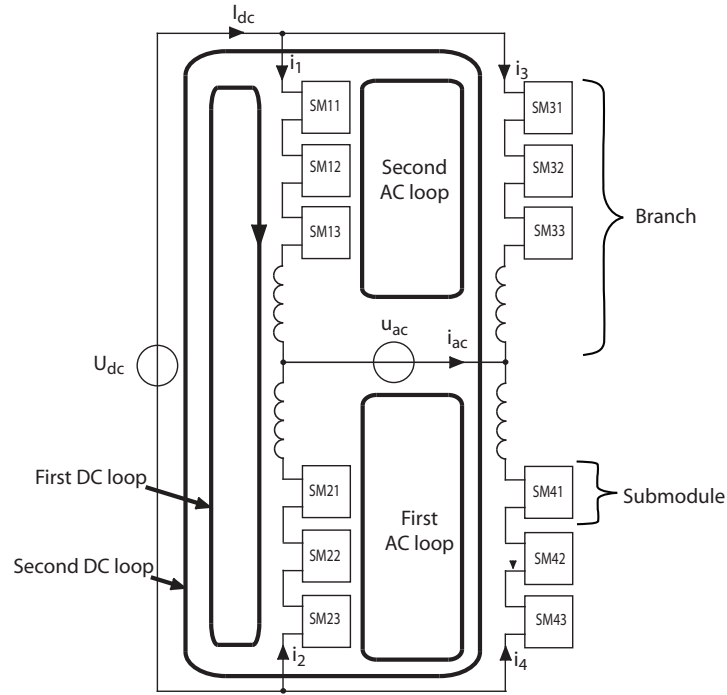 Idc
i1
i3
SM11
SM31
SM12
Second
AC loop
SM32
SM13
SM33
Branch
uac
iac
Udc
First DC loop
SM21
SM41
Submodule
First
AC loop
SM22
SM42
Second DC loop
SM23
SM43
i2
i4